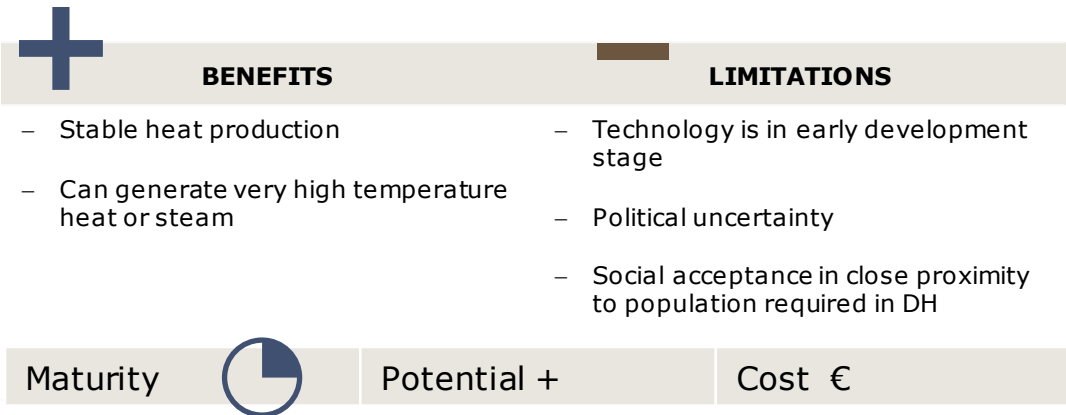 BENEFITS
– Stable heat production
– Can generate very high temperature
heat or steam
LIMITATIONS
– Technology is in early development
stage
– Political uncertainty
– Social acceptance in close proximity
to population required in DH
Maturity
Potential +
Cost €